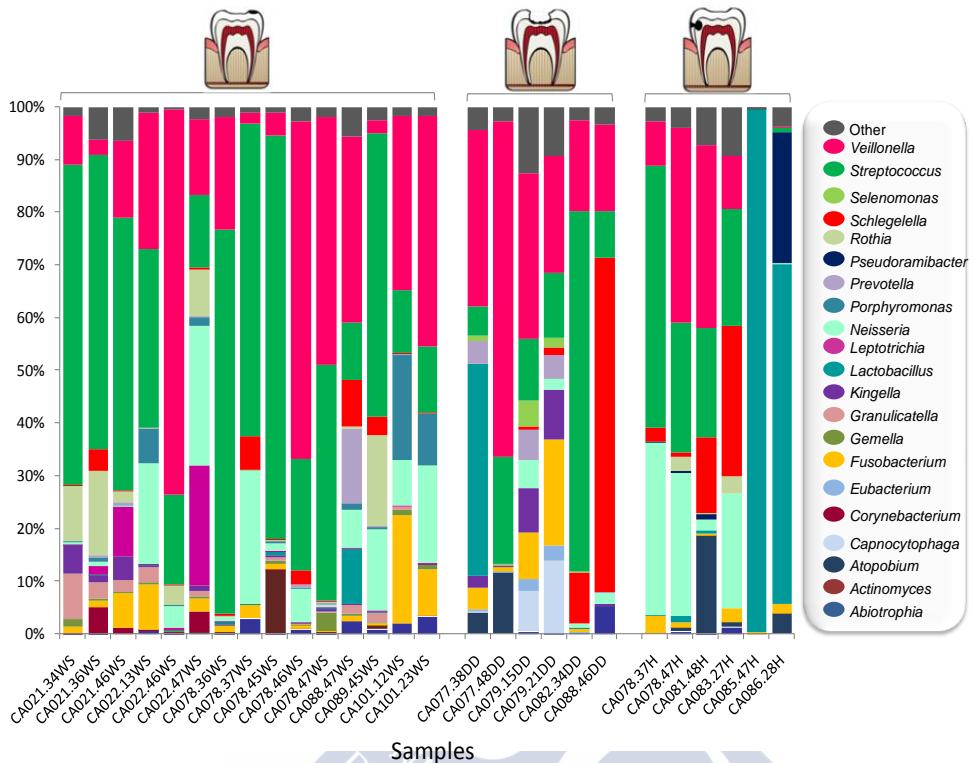 100%
90%
80%
70%
60%
50%
40%
30%
20%
10%
0%
CA021.34WS
CA021.36WS
CA021.46WS
CA022.13WS
CA022.46WS
CA022.47WS
CA078.36WS
CA078.37WS
CA078.45WS
CA078.46WS
CA078.47WS
CA088.47WS
CA089.45WS
CA101.12WS
CA101.23WS
CA077.38DD
CA077.48DD
CA079.15DD
CA079.21DD
CA082.34DD
CA088.46DD
CA078.37H
CA078.47H
CA081.48H
CA083.27H
CA085.47H
CA086.28H
Samples
Other
Veillonella
Streptococcus
Selenomonas
Schlegelella
Rothia
Pseudoramibacter
Prevotella
Porphyromonas
Neisseria
Leptotrichia
Lactobacillus
Kingella
Granulicatella
Gemella
Fusobacterium
Eubacterium
Corynebacterium
Capnocytophaga
Atopobium
Actinomyces
Abiotrophia